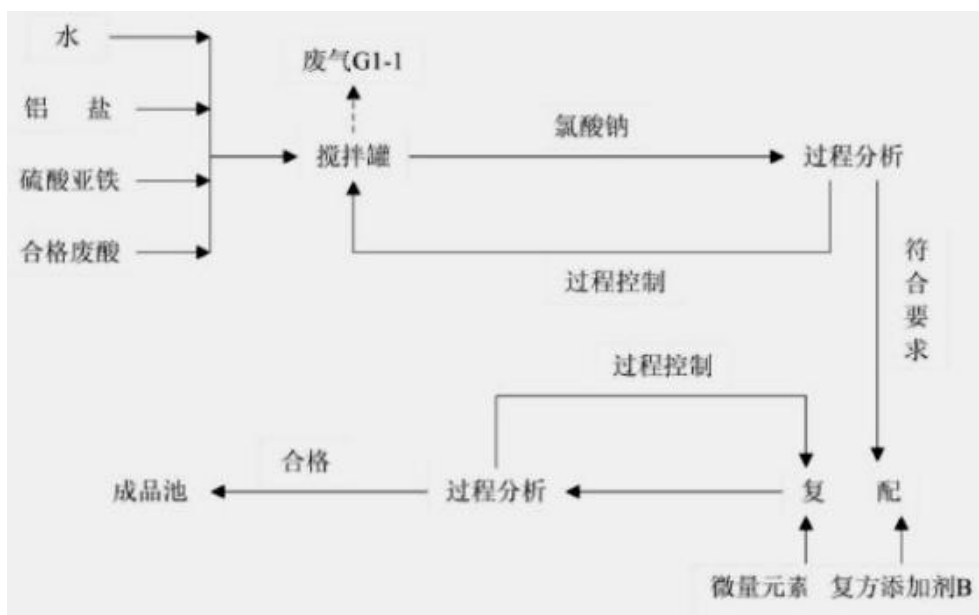 水
废气G1-1
铝 盐
氯酸钠
搅拌罐
过程分析
硫酸亚铁
合格废酸
过程控制
符合要求
过程控制
合格
成品池
过程分析
复 配
微量元素
复方添加剂B